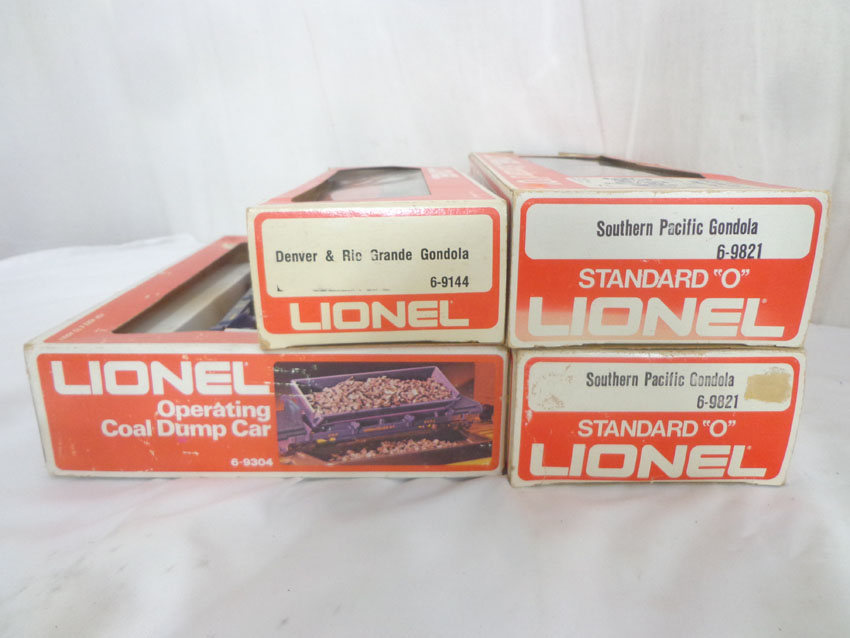 Denver & Rio Grande Gondola
6-9144
LIONEL
Southern Pacific Gondola
6-9821
STANDARD "O"
LIONEL
LIONEL
Operating
Coal Dump Car
6-9304
Southern Pacific Gondola
6-9821
STANDARD "O"
LIONEL